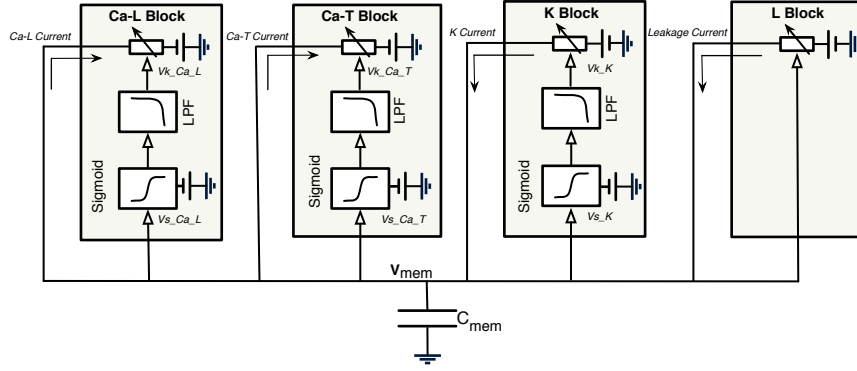 Ca-L Block
Ca-T Block
K Block
L Block
Ca-L Current
Ca-T Current
K Current
Leakage Current
Vk_Ca_L
Vk_Ca_T
Vk_K
LPF
LPF
LPF
Sigmoid
Sigmoid
Sigmoid
Vs_Ca_L
Vs_Ca_T
Vs_K
Vmem
Cmem